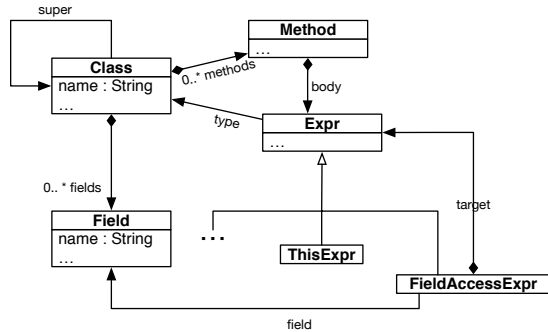 super
Method
...
Class
name : String
...
0..* methods
body
type
Expr
...
0.. * fields
Field
name : String
...
target
ThisExpr
FieldAccessExpr
field